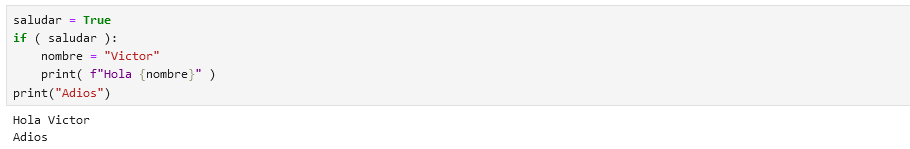 saludar = True
if ( saludar ):
    nombre = "Victor"
    print( f"Hola {nombre}" )
print("Adios")
Hola Victor
Adios